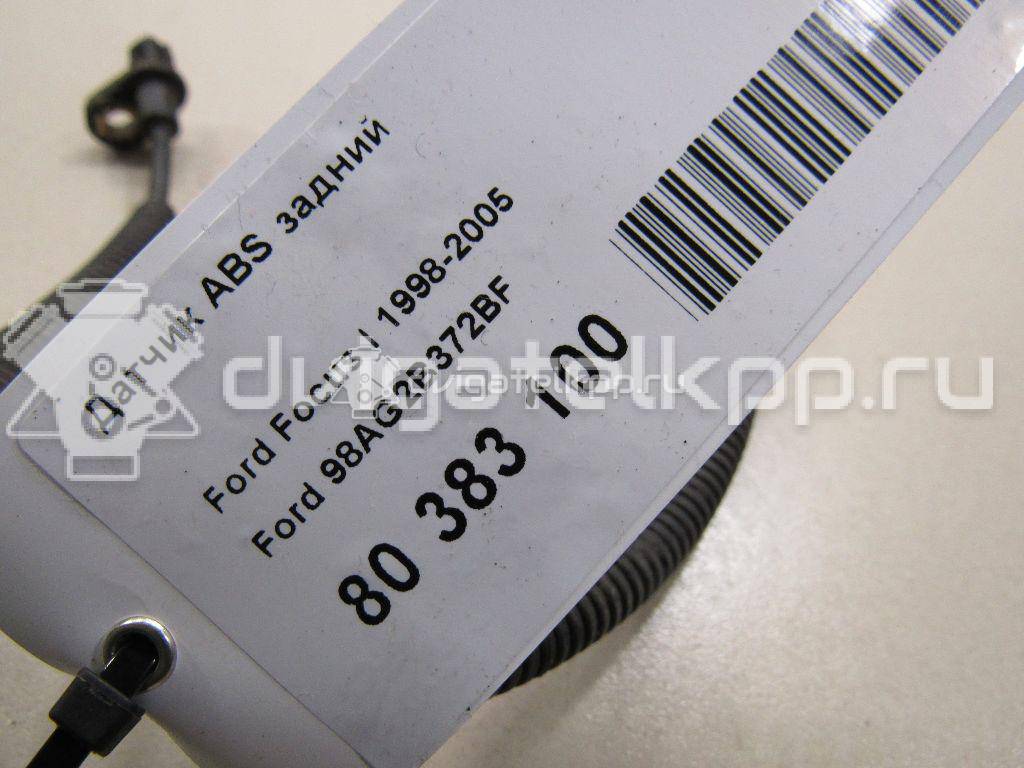 Датчик ABS задний
Ford Focus I 1998-2005
Ford 98AG2B372BF
80 383 100
dvigatelkpp.ru